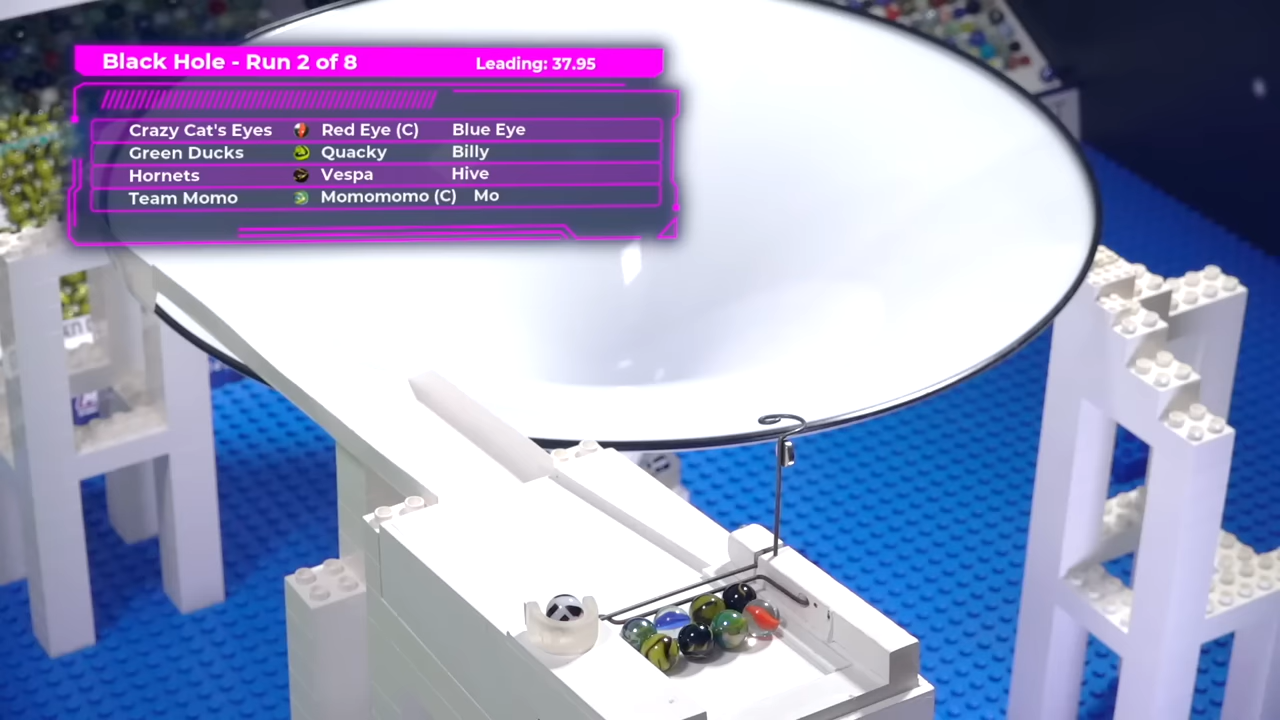 Black Hole - Run 2 of 8 Leading: 37.95
Crazy Cat's Eyes Red Eye (C) Blue Eye
Green Ducks Quacky Billy
Hornets Vespa Hive
Team Momo Momomomo (C) Mo